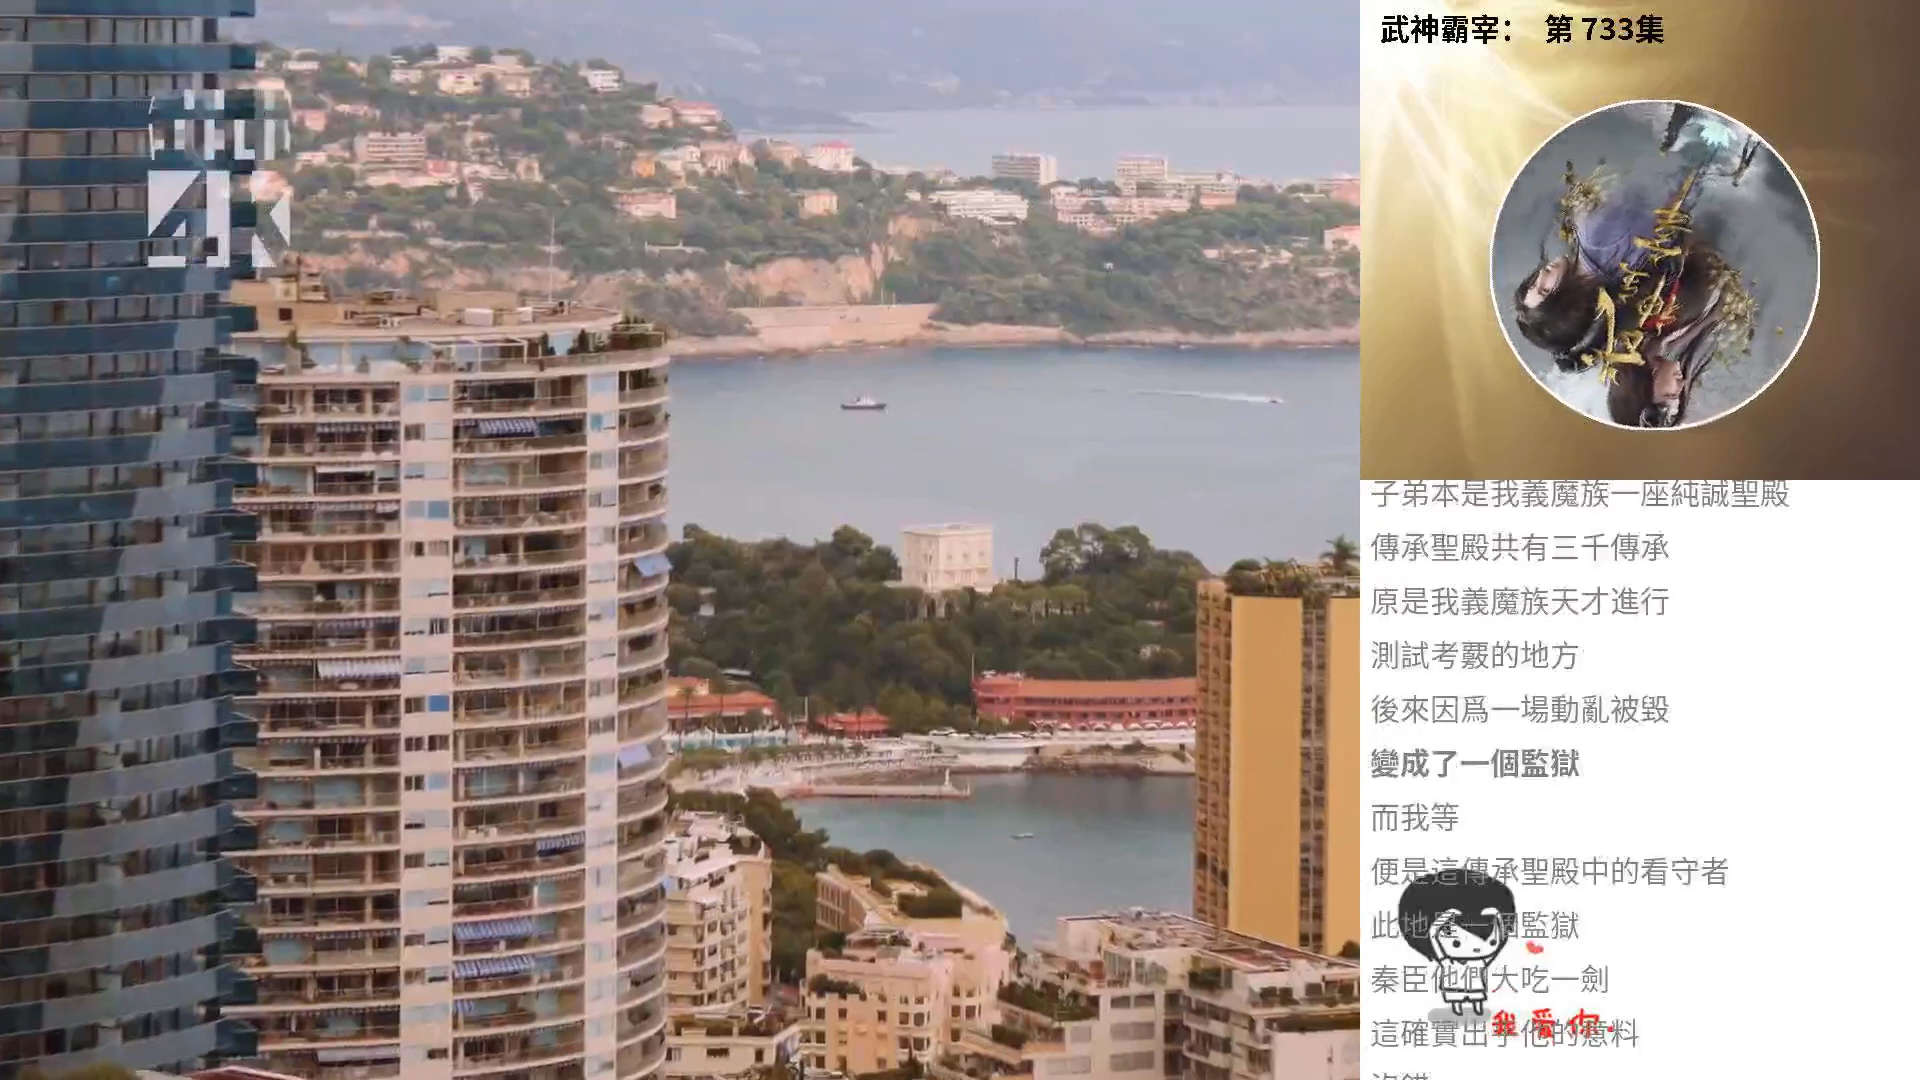 武神霸宰: 第 733集
4K
子弟本是我義魔族一座純誠聖殿
傳承聖殿共有三千傳承
原是我義魔族天才進行
測試考覈的地方
後來因爲一場動亂被毀
變成了一個監獄
而我等
便是這傳承聖殿中的看守者
此地是一個監獄
秦臣他們大吃一劍
這確實出乎他的意料
我愛你.